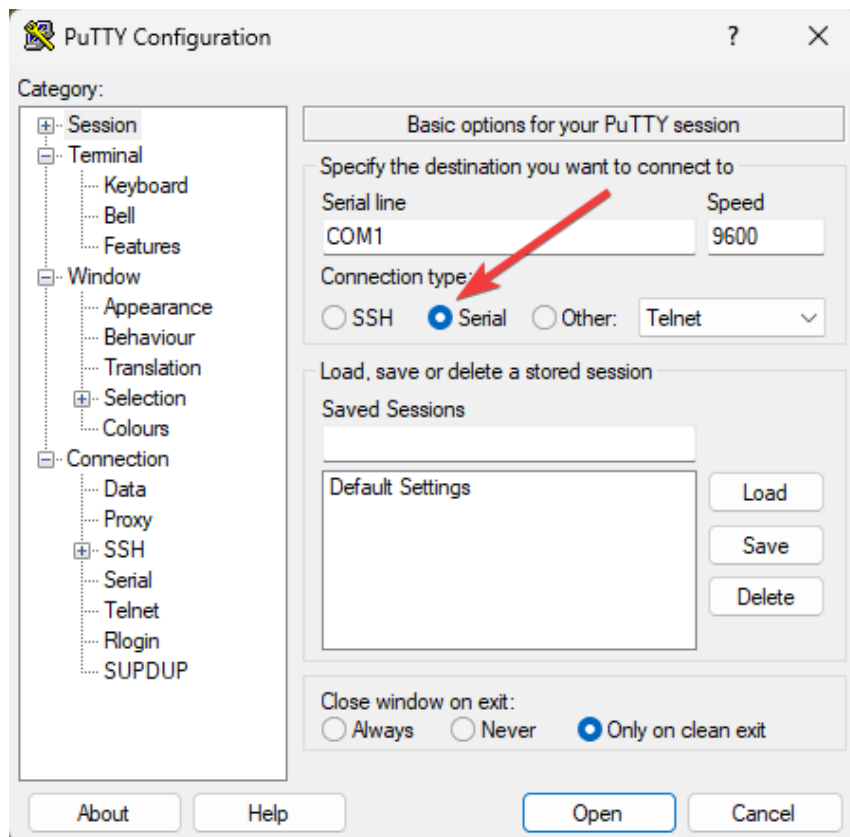 PuTTY Configuration
?
Category:
Session
Terminal
Keyboard
Bell
Features
Window
Appearance
Behaviour
Translation
Selection
Colours
Connection
Data
Proxy
SSH
Serial
Telnet
Rlogin
SUPDUP
Basic options for your PuTTY session
Specify the destination you want to connect to
Serial line Speed
COM1 9600
Connection type:
SSH Serial Other: Telnet
Load, save or delete a stored session
Saved Sessions
Default Settings
Load
Save
Delete
Close window on exit:
Always Never Only on clean exit
About Help Open Cancel